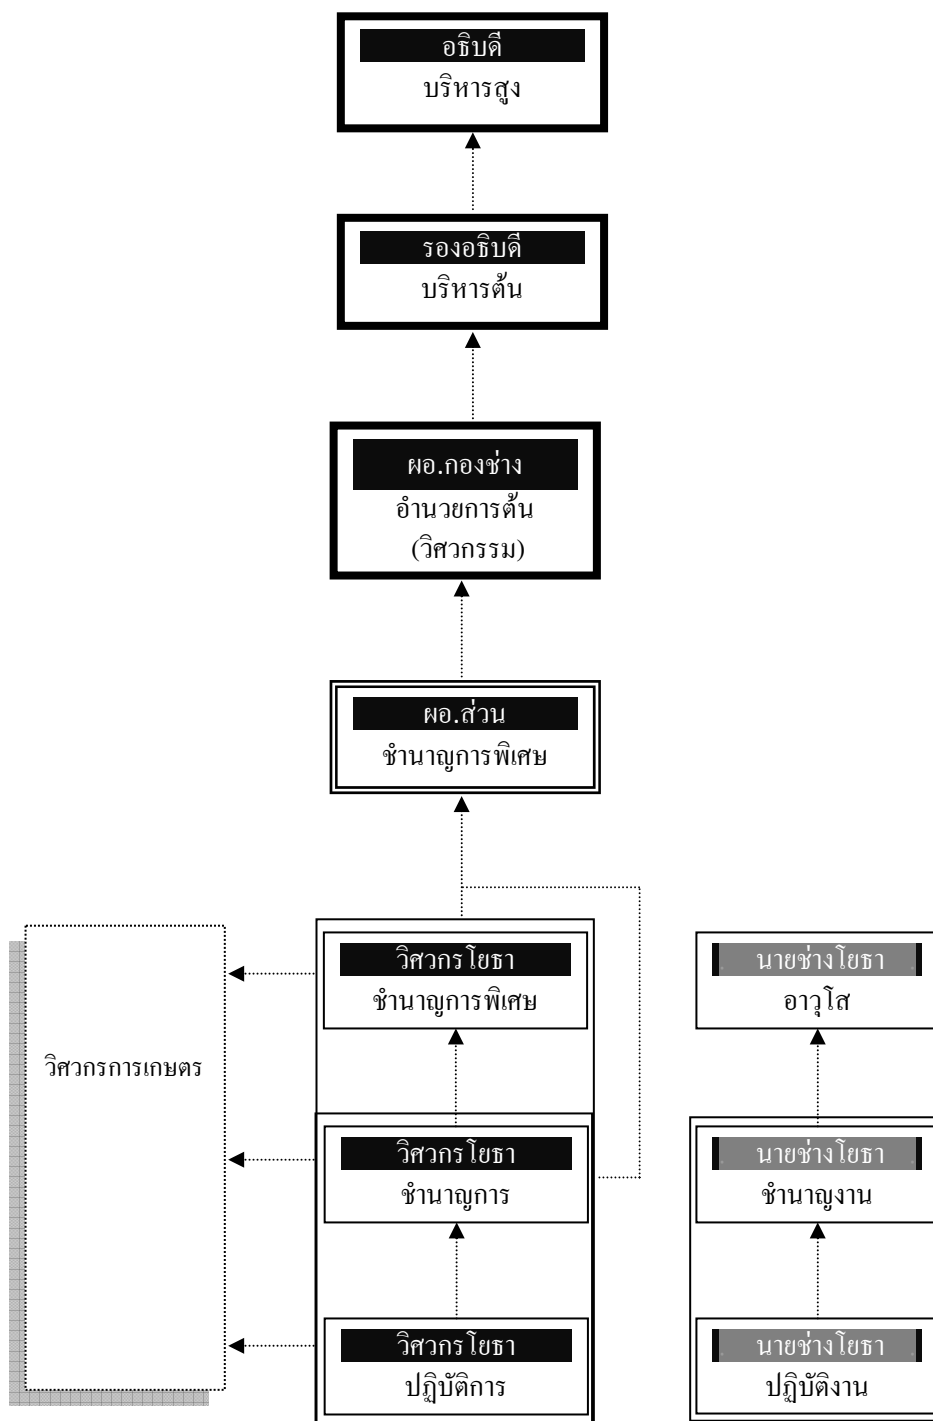 อธิบดี
บริหารสูง
รองอธิบดี
บริหารต้น
ผอ.กองช่าง
อำนวยการต้น
(วิศวกรรม)
ผอ.ส่วน
ชำนาญการพิเศษ
วิศวกรการเกษตร
วิศวกรโยธา
ชำนาญการพิเศษ
วิศวกรโยธา
ชำนาญการ
วิศวกรโยธา
ปฏิบัติการ
นายช่างโยธา
อาวุโส
นายช่างโยธา
ชำนาญงาน
นายช่างโยธา
ปฏิบัติงาน